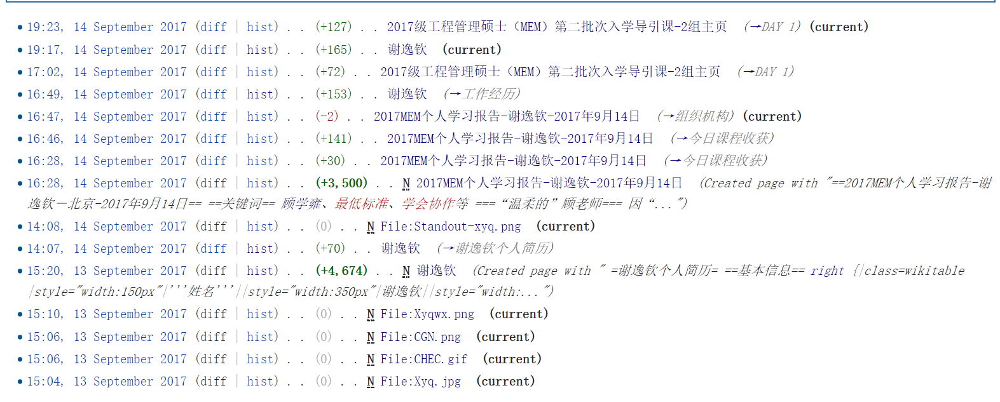 • 19:23, 14 September 2017 (diff | hist) . . (+127) . . 2017级工程管理硕士（MEM）第二批次入学导引课-2组主页 (→DAY 1) (current)
• 19:17, 14 September 2017 (diff | hist) . . (+165) . . 谢逸钦 (current)
• 17:02, 14 September 2017 (diff | hist) . . (+72) . . 2017级工程管理硕士（MEM）第二批次入学导引课-2组主页 (→DAY 1)
• 16:49, 14 September 2017 (diff | hist) . . (+153) . . 谢逸钦 (→工作经历)
• 16:47, 14 September 2017 (diff | hist) . . (-2) . . 2017MEM个人学习报告-谢逸钦-2017年9月14日 (→组织机构) (current)
• 16:46, 14 September 2017 (diff | hist) . . (+141) . . 2017MEM个人学习报告-谢逸钦-2017年9月14日 (→今日课程收获)
• 16:28, 14 September 2017 (diff | hist) . . (+30) . . 2017MEM个人学习报告-谢逸钦-2017年9月14日 (→今日课程收获)
• 16:28, 14 September 2017 (diff | hist) . . (+3,500) . . N 2017MEM个人学习报告-谢逸钦-2017年9月14日 (Created page with "==2017MEM个人学习报告-谢
逸钦－北京-2017年9月14日== ==关键词== 顾学雍、最低标准、学会协作等 ===“温柔的”顾老师=== 因“...")
• 14:08, 14 September 2017 (diff | hist) . . (0) . . N File:Standout-xyq.png (current)
• 14:07, 14 September 2017 (diff | hist) . . (+70) . . 谢逸钦 (→谢逸钦个人简历)
• 15:20, 13 September 2017 (diff | hist) . . (+4,674) . . N 谢逸钦 (Created page with " =谢逸钦个人简历= ==基本信息== right {|class=wikitable
|style="width:150px"|'''姓名'''||style="width:350px"|谢逸钦||style="width:...")
• 15:10, 13 September 2017 (diff | hist) . . (0) . . N File:Xyqwx.png (current)
• 15:06, 13 September 2017 (diff | hist) . . (0) . . N File:CGN.png (current)
• 15:06, 13 September 2017 (diff | hist) . . (0) . . N File:CHEC.gif (current)
• 15:04, 13 September 2017 (diff | hist) . . (0) . . N File:Xyq.jpg (current)